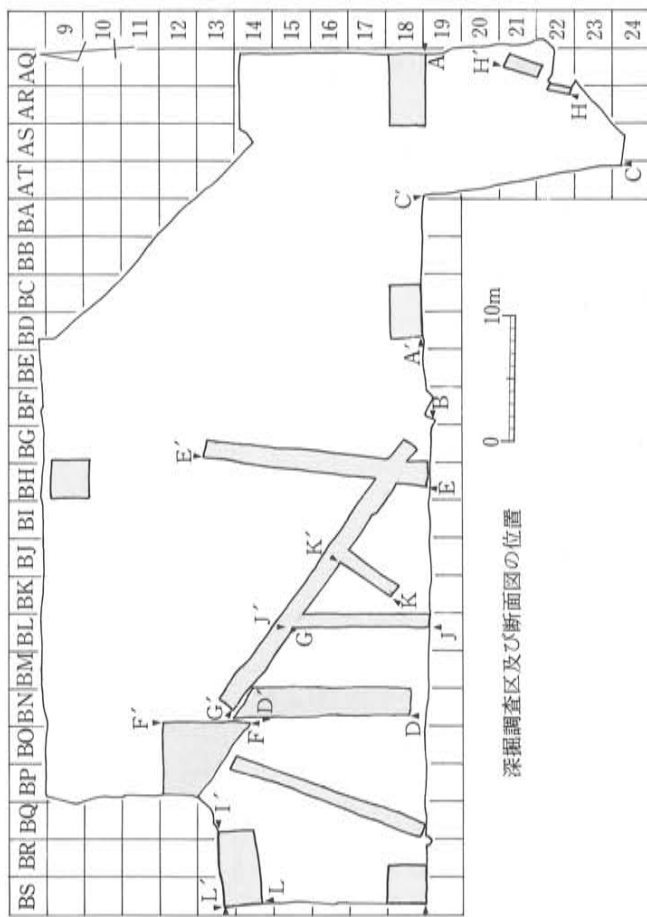 9 10 11 12 13 14 15 16 17 18 19 20 21 22 23 24
AQ AR AS AT BA BB BC BD BE BF BG BH BI BJ BK BL BM BN BO BP BQ BR BS
A
H′
H
C
C′
A′
B
E′
E
K′
K
J′
G
J
G′
D′
D
F′
F
I′
L′
L
0 10m
深掘調査区及び断面図の位置